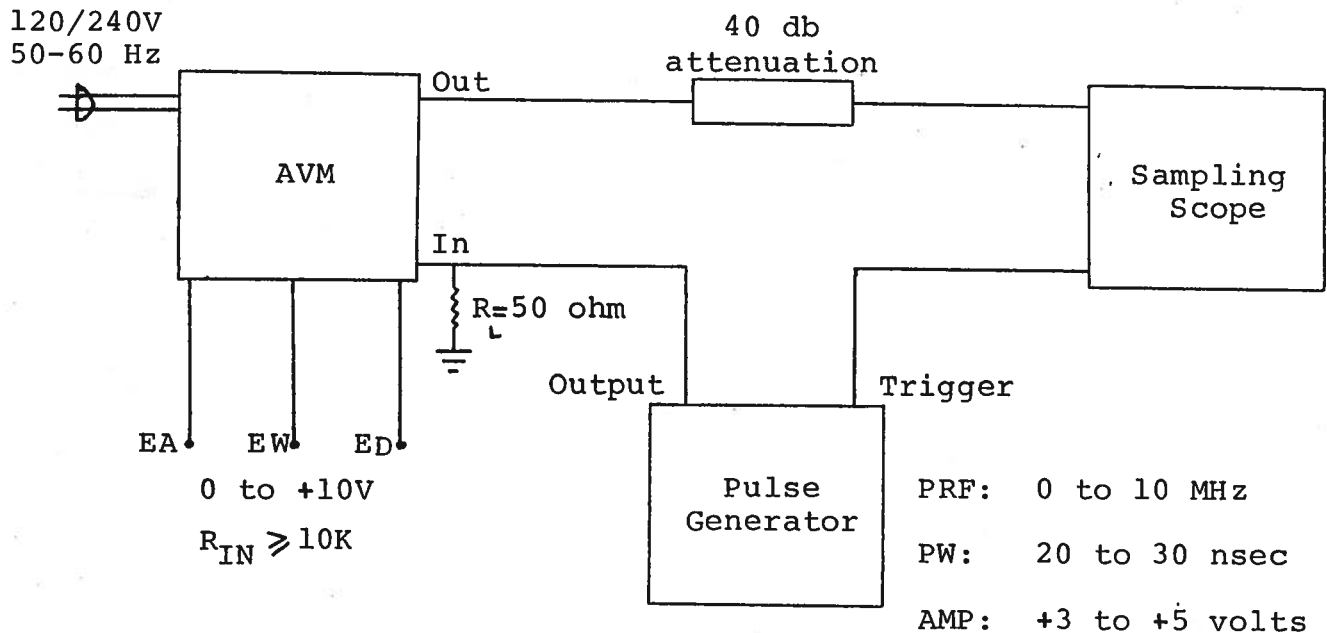 120/240V
50-60 Hz
40 db
attenuation
Out
AVM
Sampling
Scope
In
R=50 ohm
L
Output
Trigger
EA
EW
ED
0 to +10V
RIN ⩾ 10K
Pulse
Generator
PRF: 0 to 10 MHz
PW: 20 to 30 nsec
AMP: +3 to +5 volts